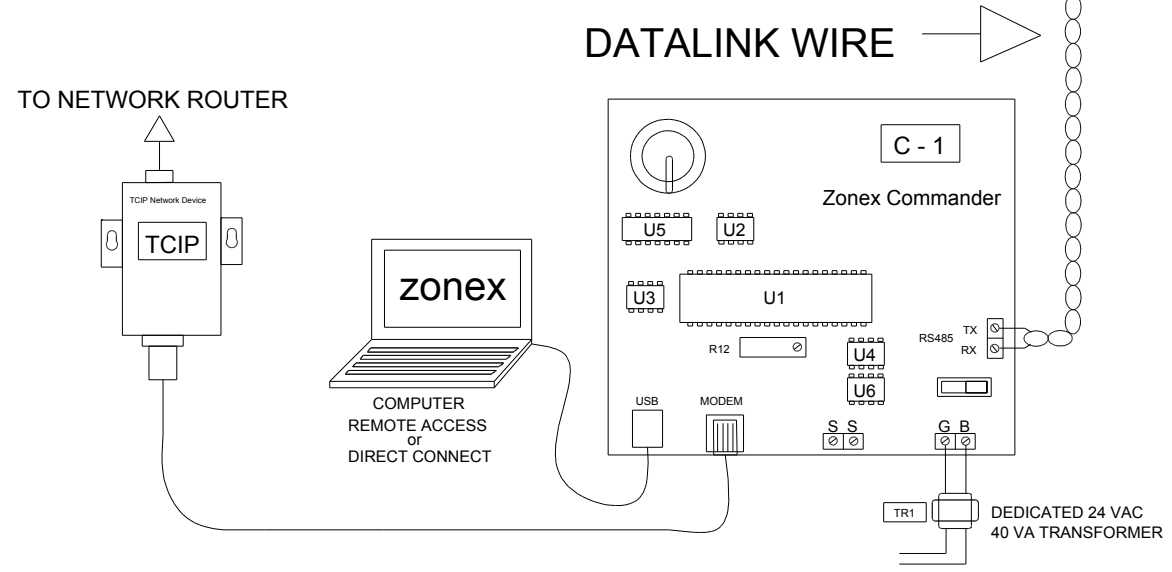 DATALINK WIRE
TO NETWORK ROUTER
C - 1
Zonex Commander
TCIP Network Device
TCIP
zonex
U5
U2
U3
U1
RS485
TX
RX
R12
U4
U6
USB
MODEM
COMPUTER
REMOTE ACCESS
or
DIRECT CONNECT
S S
G B
TR1
DEDICATED 24 VAC
40 VA TRANSFORMER